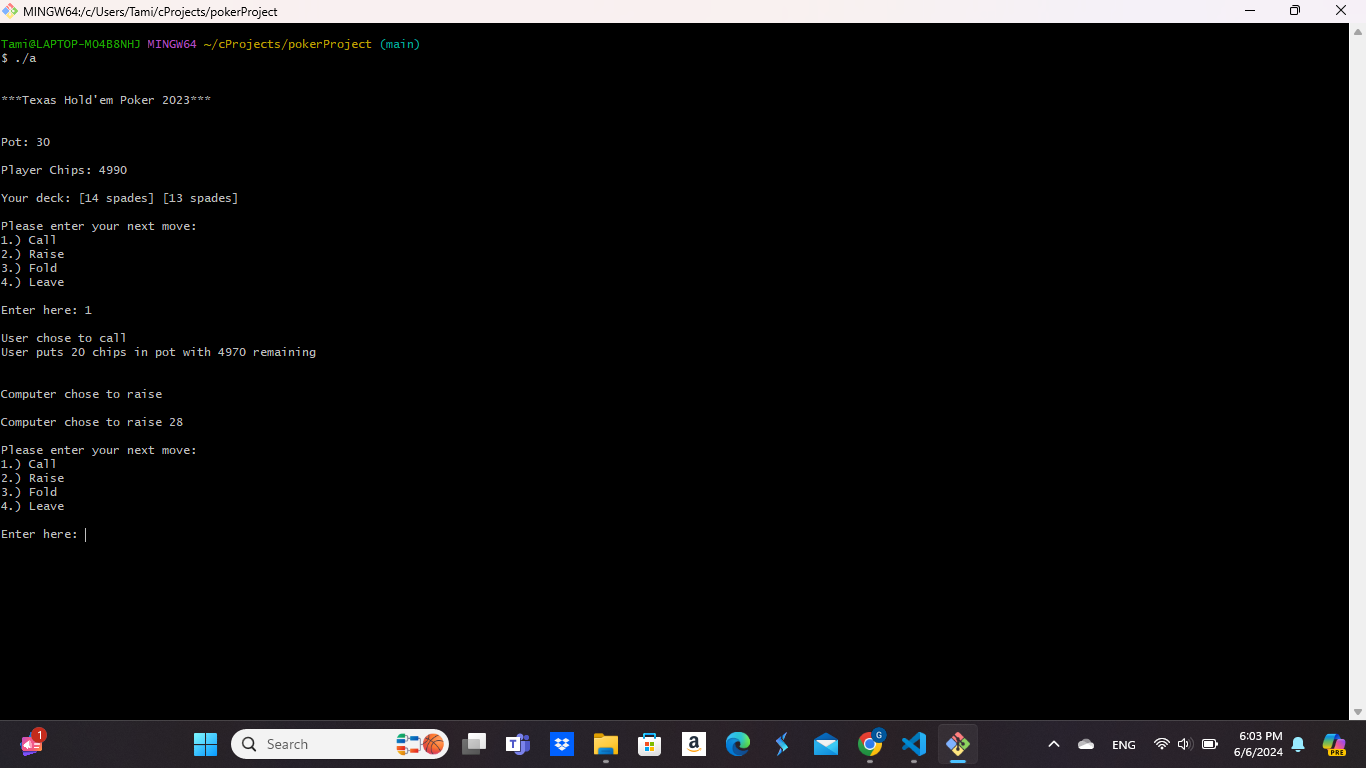 MINGW64:/c/Users/Tami/cProjects/pokerProject
Tami@LAPTOP-MO4B8NHJ MINGW64 ~/cProjects/pokerProject (main)
$ ./a
***Texas Hold'em Poker 2023***
Pot: 30
Player Chips: 4990
Your deck: [14 spades] [13 spades]
Please enter your next move:
1.) Call
2.) Raise
3.) Fold
4.) Leave
Enter here: 1
User chose to call
User puts 20 chips in pot with 4970 remaining
Computer chose to raise
Computer chose to raise 28
Please enter your next move:
1.) Call
2.) Raise
3.) Fold
4.) Leave
Enter here:
1
Search
T
a
G
ENG
6:03 PM
6/6/2024
PRE